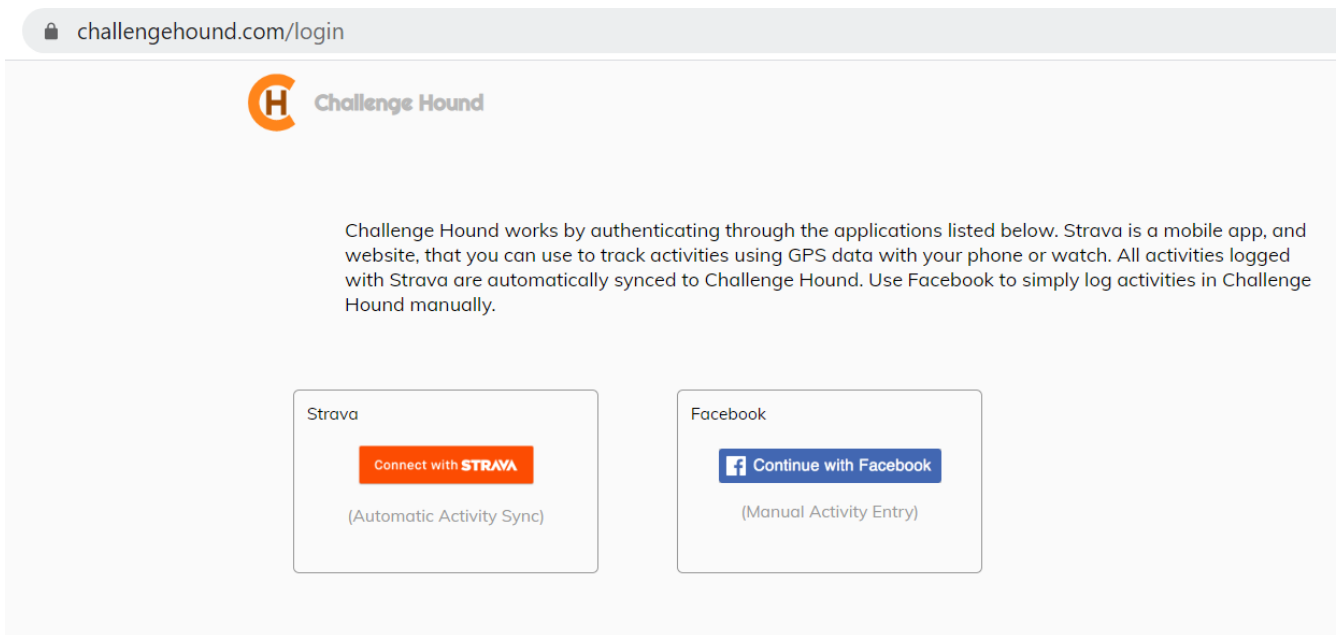 challengehound.com/login
CH Challenge Hound
Challenge Hound works by authenticating through the applications listed below. Strava is a mobile app, and
website, that you can use to track activities using GPS data with your phone or watch. All activities logged
with Strava are automatically synced to Challenge Hound. Use Facebook to simply log activities in Challenge
Hound manually.
Strava
Connect with STRAVA
(Automatic Activity Sync)
Facebook
f Continue with Facebook
(Manual Activity Entry)